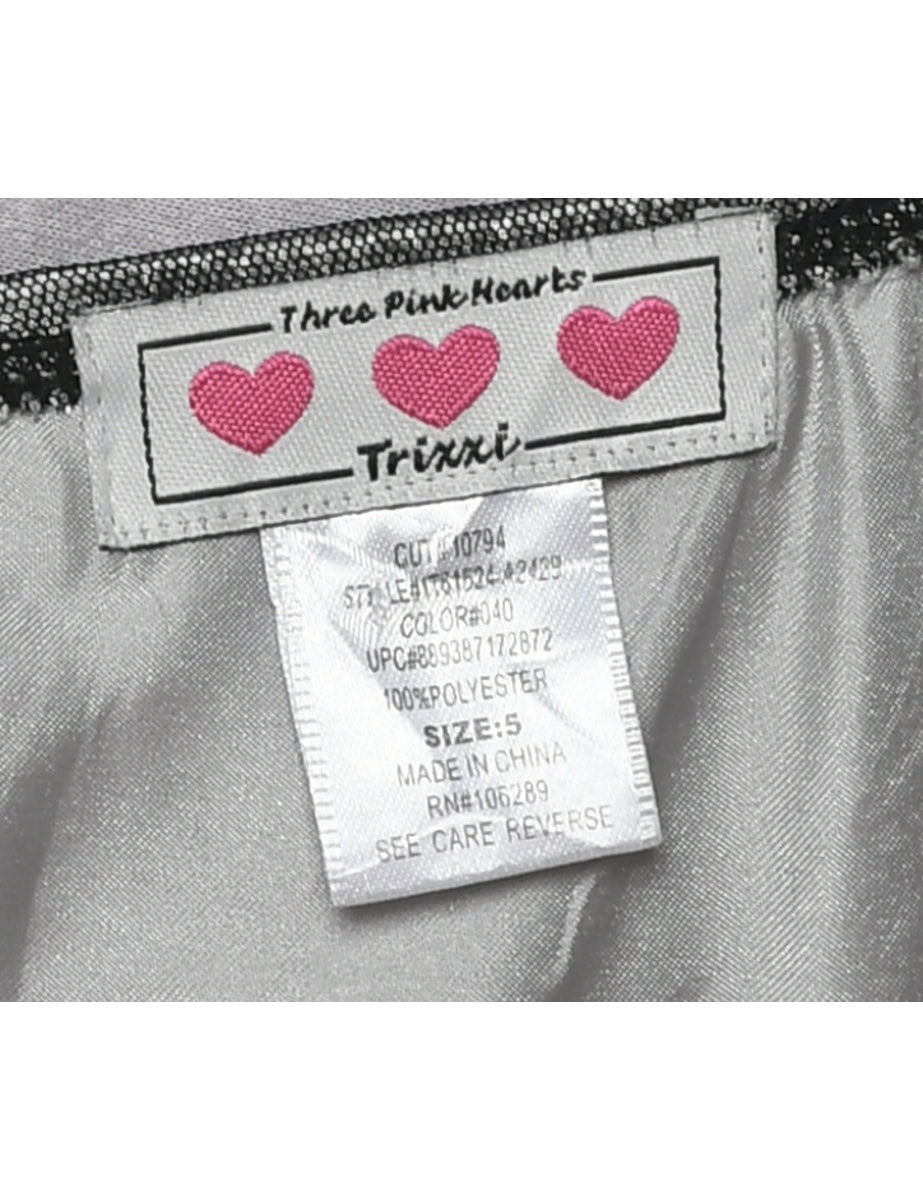 Three Pink Hearts
Trixxi
CUT#10794
COLOR#040
UPC#889387172872
100%POLYESTER
SIZE:5
MADE IN CHINA
RN#106289
SEE CARE REVERSE